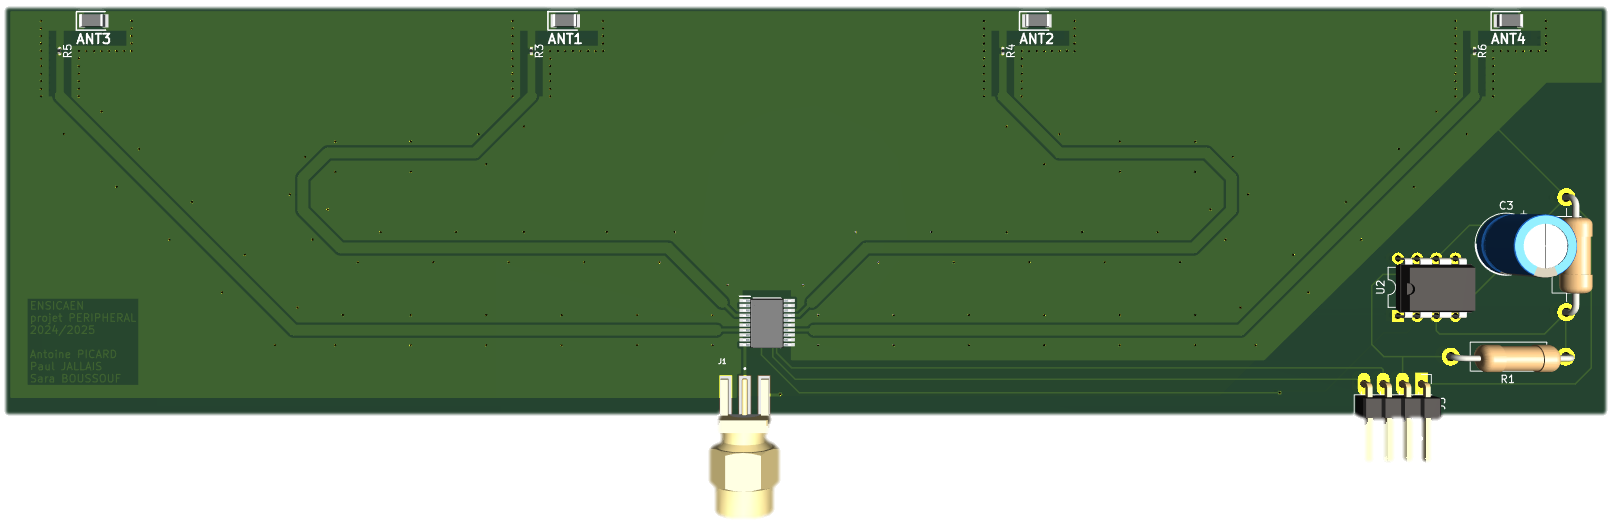 ANT3
ANT1
ANT2
ANT4
R5
R3
R4
R6
C3
+
U2
ENSICAEN
projet PERIPHERAL
2024/2025
Antoine PICARD
Paul JALLAIS
Sara BOUSSOUF
J1
R1